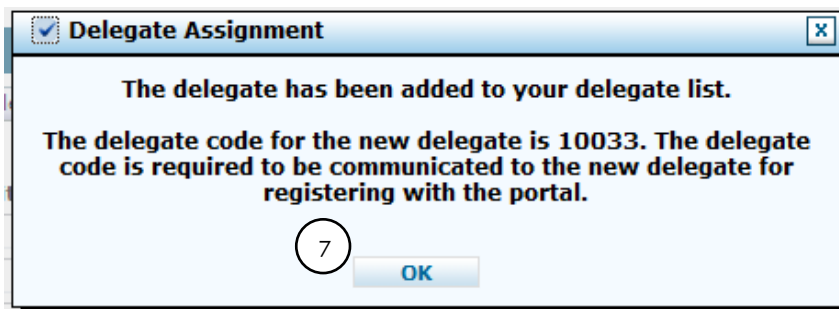 Delegate Assignment
x
The delegate has been added to your delegate list.
The delegate code for the new delegate is 10033. The delegate
code is required to be communicated to the new delegate for
registering with the portal.
7
OK